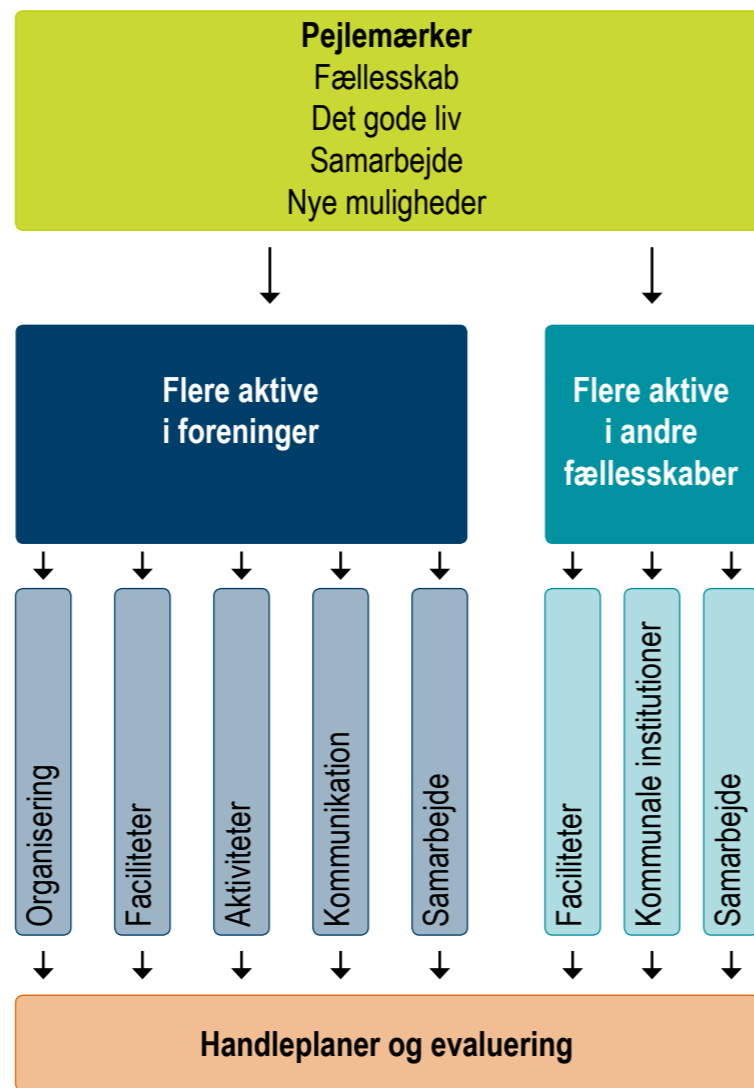 Pejlemærker
Fællesskab
Det gode liv
Samarbejde
Nye muligheder
Flere aktive
i foreninger
Flere aktive
i andre
fællesskaber
Organisering
Faciliteter
Aktiviteter
Kommunikation
Samarbejde
Faciliteter
Kommunale institutioner
Samarbejde
Handleplaner og evaluering